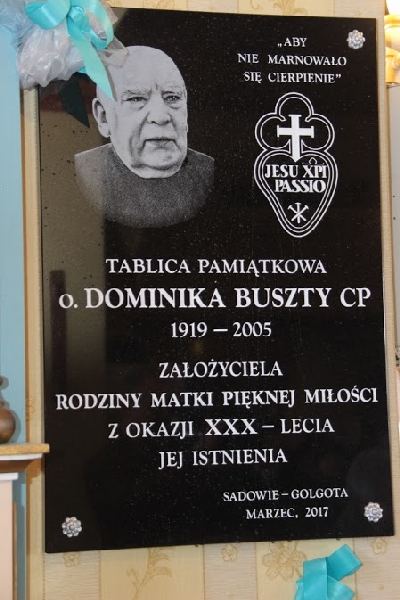 „ABY
NIE MARNOWAŁO
SIĘ CIERPIENIE”
JESU XPI
PASSIO
TABLICA PAMIĄTKOWA
o. DOMINIKA BUSZTY CP
1919 – 2005
ZAŁOŻYCIELA
RODZINY MATKI PIĘKNEJ MIŁOŚCI
Z OKAZJI XXX – LECIA
JEJ ISTNIENIA
SADOWIE – GOLGOTA
MARZEC, 2017